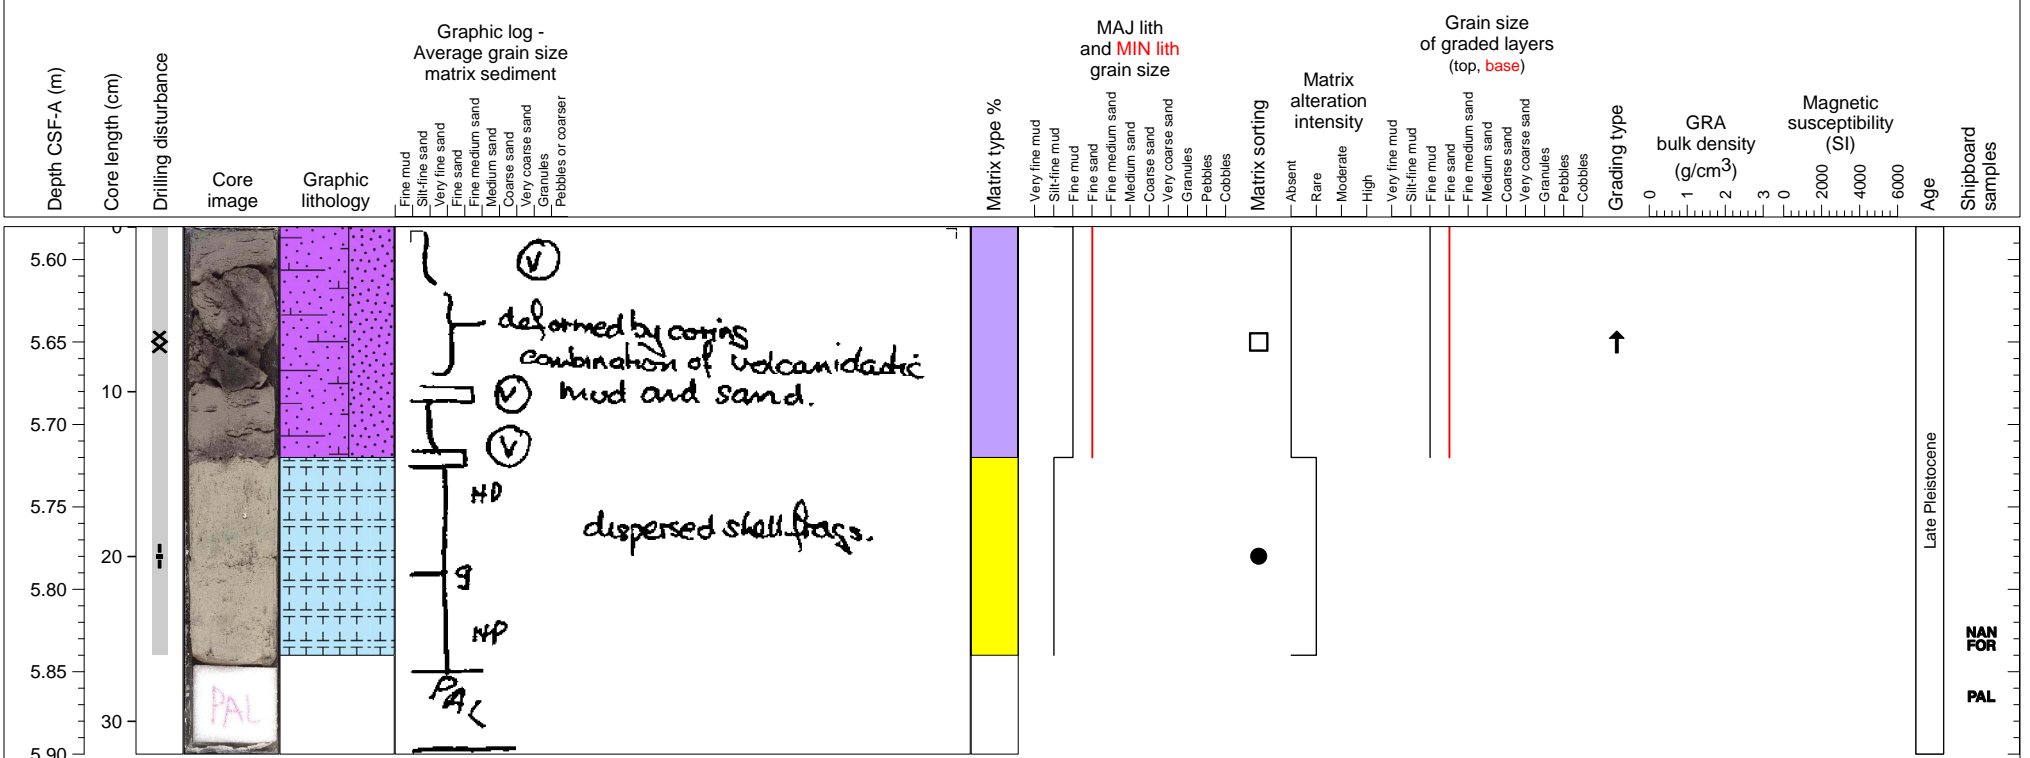 Depth CSF-A (m)
Core length (cm)
Drilling disturbance
Core
image
Graphic
lithology
Graphic log -
Average grain size
matrix sediment
Fine mud
Silt-fine sand
Very fine sand
Fine sand
Fine medium sand
Medium sand
Coarse sand
Very coarse sand
Granules
Pebbles or coarser
Matrix type %
MAJ lith
and MIN lith
grain size
Very fine mud
Silt-fine mud
Fine mud
Fine sand
Fine medium sand
Medium sand
Coarse sand
Very coarse sand
Granules
Pebbles
Cobbles
Matrix sorting
Matrix
alteration
intensity
Absent
Rare
Moderate
High
Grain size
of graded layers
(top, base)
Very fine mud
Silt-fine mud
Fine mud
Fine sand
Fine medium sand
Medium sand
Coarse sand
Very coarse sand
Granules
Pebbles
Cobbles
Grading type
GRA
bulk density
(g/cm3)
0 1 2 3
Magnetic
susceptibility
(SI)
0 2000 4000 6000
Age
Shipboard
samples
0
5.60
V
deformed by coring
5.65
combination of volcanidastic
10
V mud and sand.
5.70
V
5.75
HD
dispersed shell frags.
20
5.80
g
NAN
FOR
5.85
PAL
PAL
PAL
30
5.90
Late Pleistocene